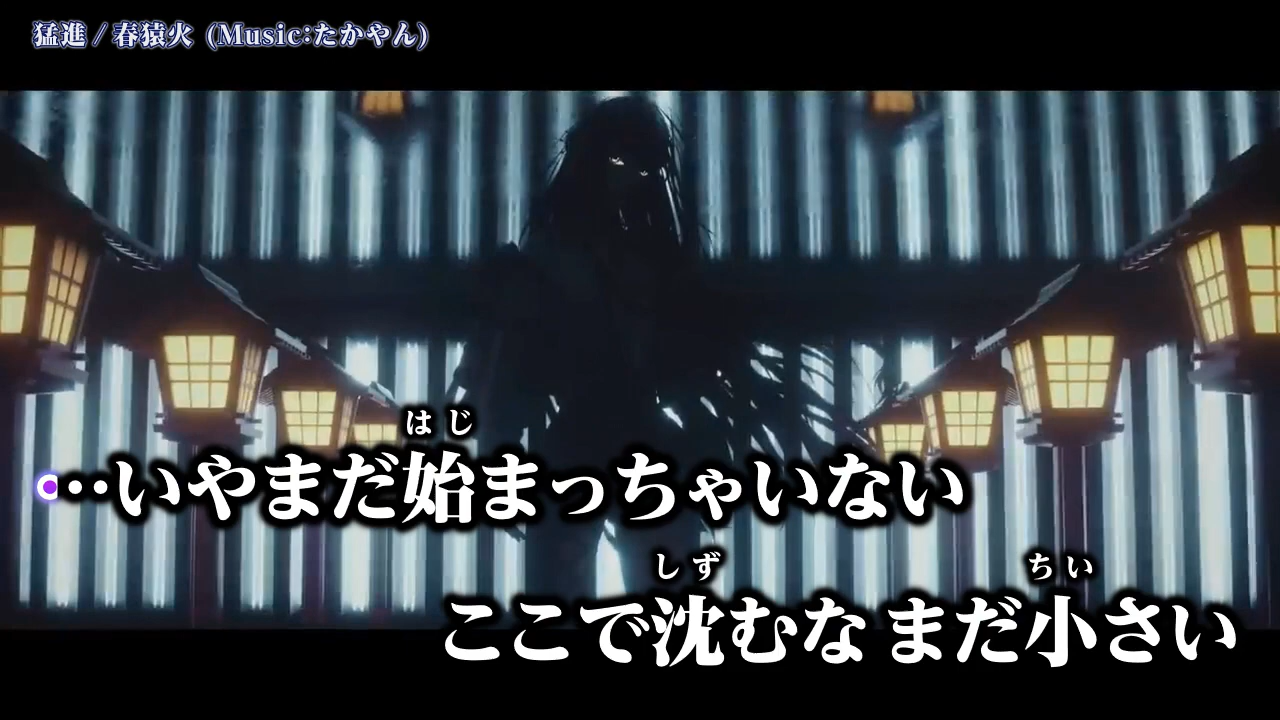 猛進 / 春猿火 (Music:たかやん)
はじ
…いやまだ始まっちゃいない
しず ちい
ここで沈むな まだ小さい